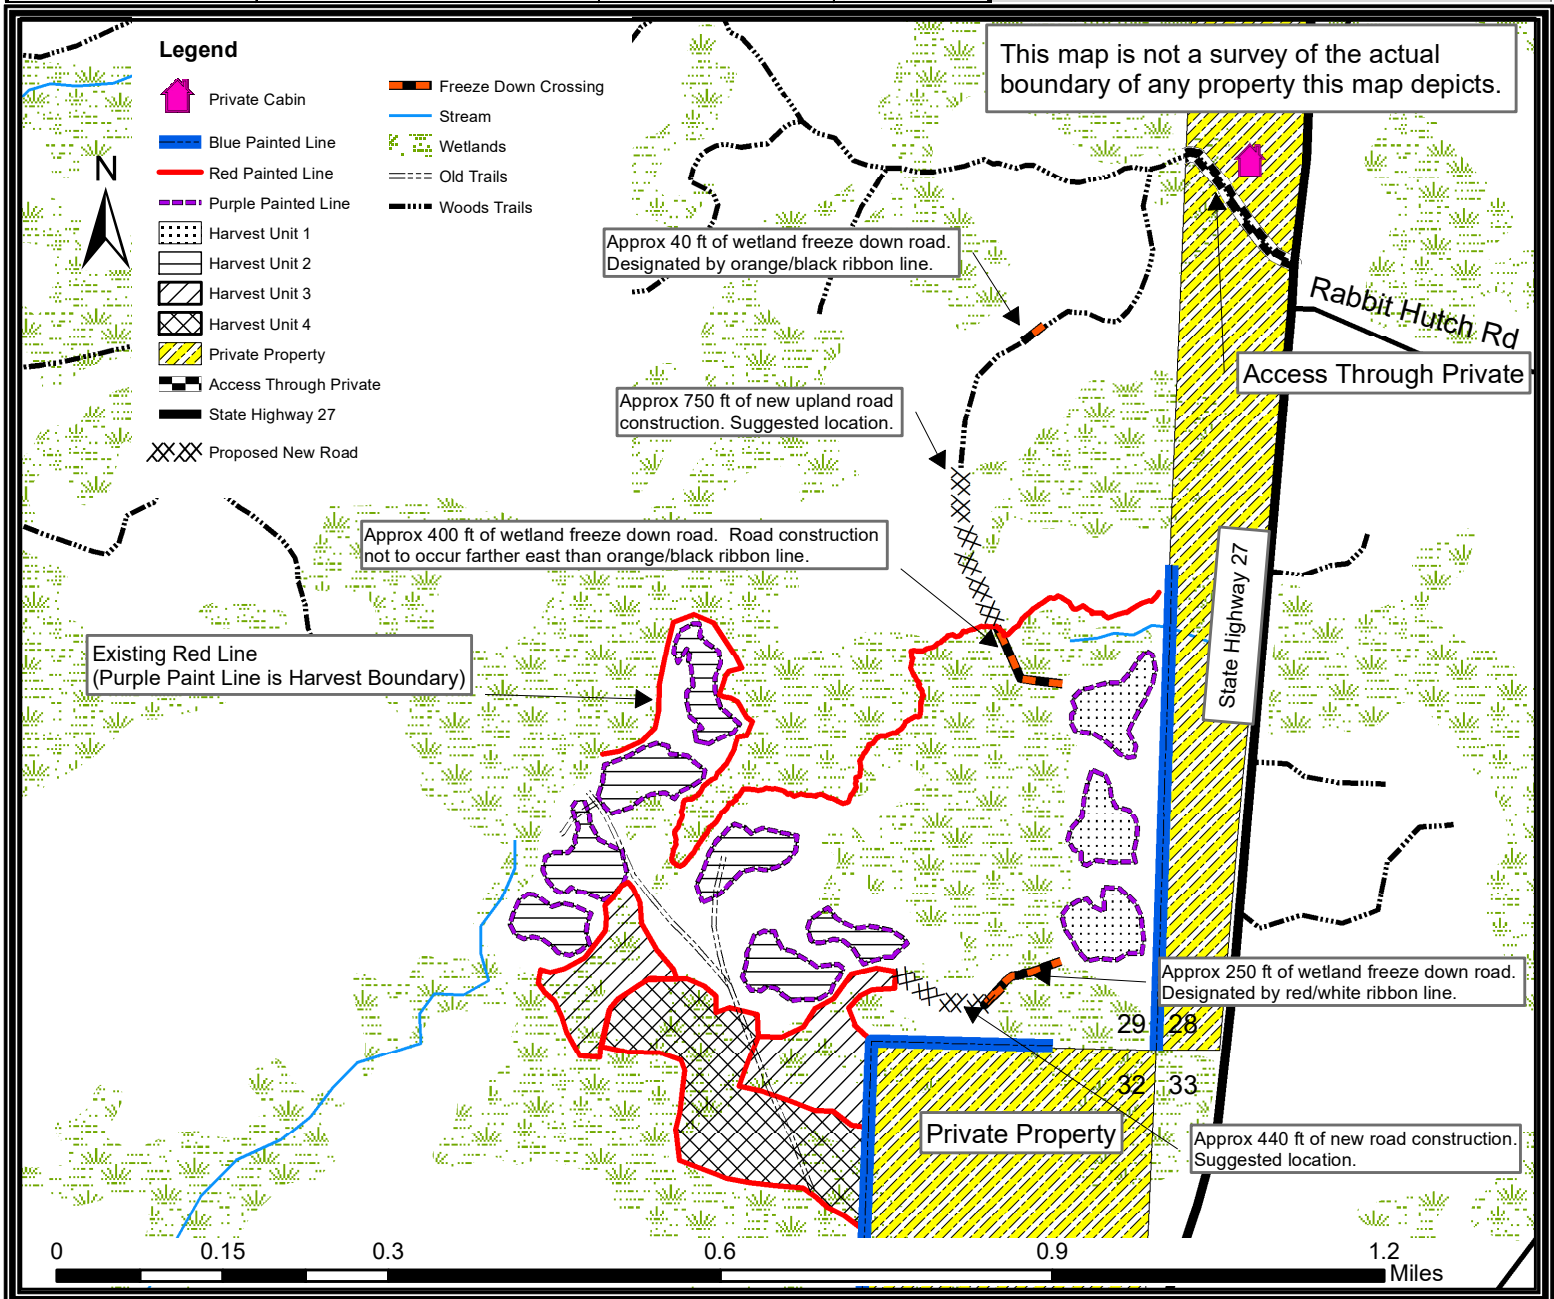 Legend
Private Cabin
Blue Painted Line
Red Painted Line
Purple Painted Line
Harvest Unit 1
Harvest Unit 2
Harvest Unit 3
Harvest Unit 4
Private Property
Access Through Private
State Highway 27
Proposed New Road
Freeze Down Crossing
Stream
Wetlands
Old Trails
Woods Trails
N
This map is not a survey of the actual
boundary of any property this map depicts.
Approx 40 ft of wetland freeze down road.
Designated by orange/black ribbon line.
Rabbit Hutch Rd
Access Through Private
Approx 750 ft of new upland road
construction. Suggested location.
Approx 400 ft of wetland freeze down road. Road construction
not to occur farther east than orange/black ribbon line.
State Highway 27
Existing Red Line
(Purple Paint Line is Harvest Boundary)
Approx 250 ft of wetland freeze down road.
Designated by red/white ribbon line.
29 28
32 33
Private Property
Approx 440 ft of new road construction.
Suggested location.
0 0.15 0.3 0.6 0.9 1.2
Miles